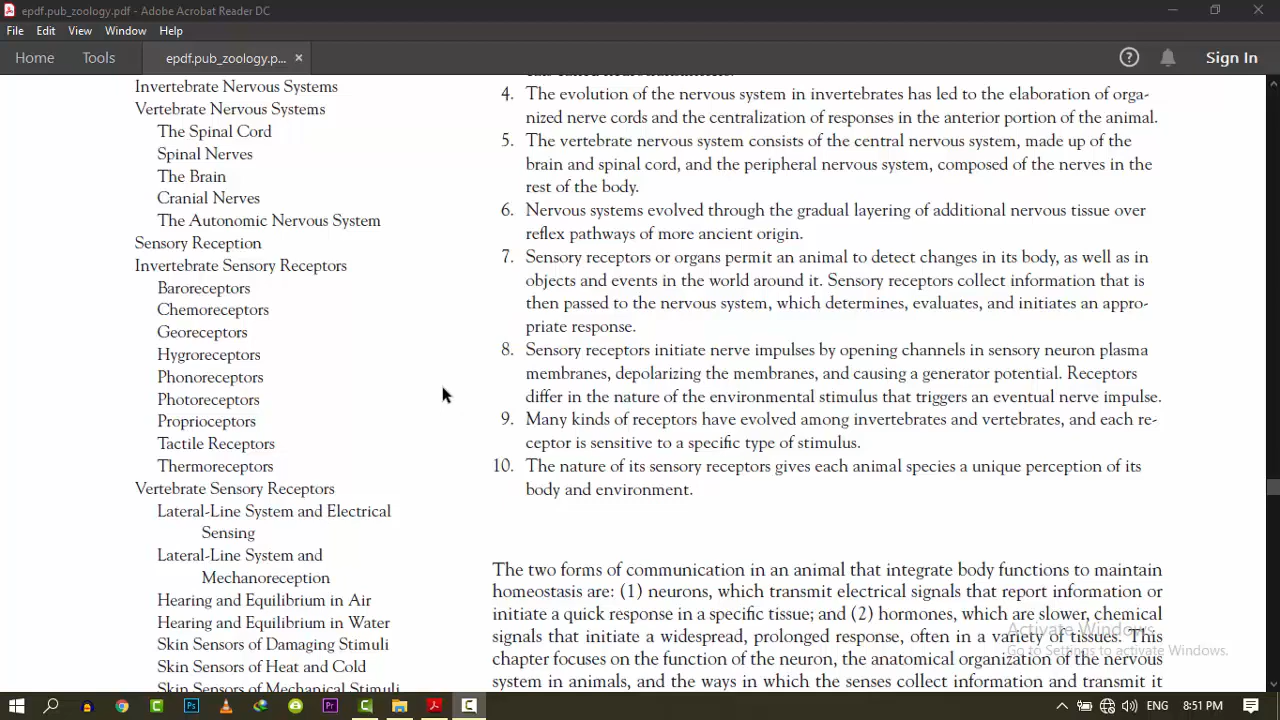 epdf.pub_zoology.pdf - Adobe Acrobat Reader DC
File Edit View Window Help
Home Tools epdf.pub_zoology.p... × Sign In
Invertebrate Nervous Systems
Vertebrate Nervous Systems
The Spinal Cord
Spinal Nerves
The Brain
Cranial Nerves
The Autonomic Nervous System
Sensory Reception
Invertebrate Sensory Receptors
Baroreceptors
Chemoreceptors
Georeceptors
Hygroreceptors
Phonoreceptors
Photoreceptors
Proprioceptors
Tactile Receptors
Thermoreceptors
Vertebrate Sensory Receptors
Lateral-Line System and Electrical
Sensing
Lateral-Line System and
Mechanoreception
Hearing and Equilibrium in Air
Hearing and Equilibrium in Water
Skin Sensors of Damaging Stimuli
Skin Sensors of Heat and Cold
Skin Sensors of Mechanical Stimuli
4. The evolution of the nervous system in invertebrates has led to the elaboration of orga-
nized nerve cords and the centralization of responses in the anterior portion of the animal.
5. The vertebrate nervous system consists of the central nervous system, made up of the
brain and spinal cord, and the peripheral nervous system, composed of the nerves in the
rest of the body.
6. Nervous systems evolved through the gradual layering of additional nervous tissue over
reflex pathways of more ancient origin.
7. Sensory receptors or organs permit an animal to detect changes in its body, as well as in
objects and events in the world around it. Sensory receptors collect information that is
then passed to the nervous system, which determines, evaluates, and initiates an appro-
priate response.
8. Sensory receptors initiate nerve impulses by opening channels in sensory neuron plasma
membranes, depolarizing the membranes, and causing a generator potential. Receptors
differ in the nature of the environmental stimulus that triggers an eventual nerve impulse.
9. Many kinds of receptors have evolved among invertebrates and vertebrates, and each re-
ceptor is sensitive to a specific type of stimulus.
10. The nature of its sensory receptors gives each animal species a unique perception of its
body and environment.
The two forms of communication in an animal that integrate body functions to maintain
homeostasis are: (1) neurons, which transmit electrical signals that report information or
initiate a quick response in a specific tissue; and (2) hormones, which are slower, chemical
signals that initiate a widespread, prolonged response, often in a variety of tissues. This
chapter focuses on the function of the neuron, the anatomical organization of the nervous
system in animals, and the ways in which the senses collect information and transmit it
Activate Windows
Go to Settings to activate Windows.
ENG 8:51 PM